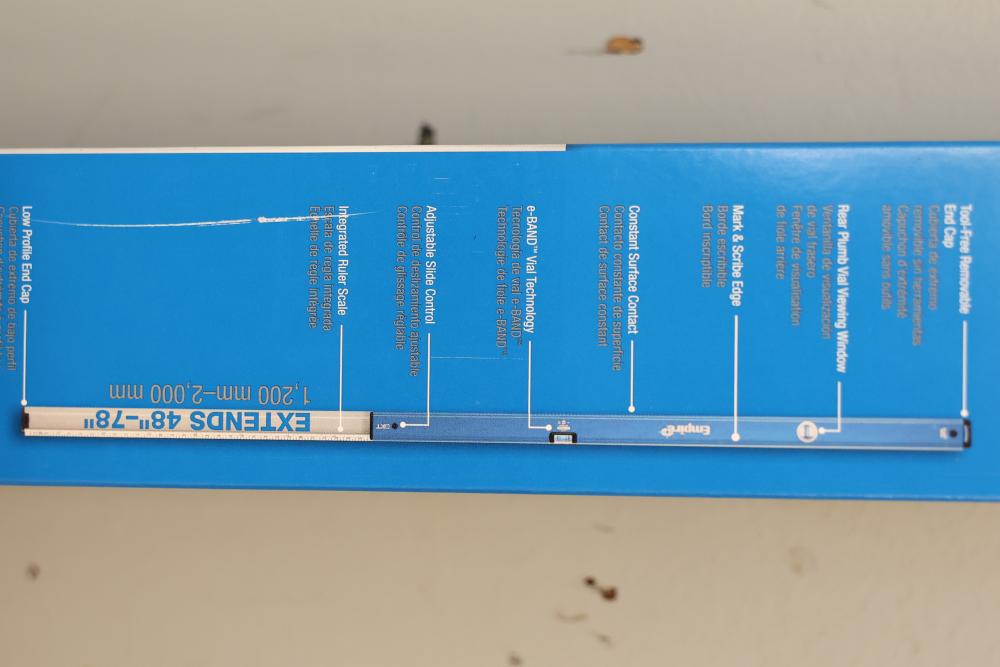 Tool-Free Removable
End Cap
Cubierta de extremo
removible sin herramientas
Capuchon d'extrémité
amovible sans outils
Rear Plumb Vial Viewing Window
Ventanilla de visualización
de vial trasero
Fenêtre de visualisation
de fiole arrière
Mark & Scribe Edge
Borde escribible
Bord inscriptible
Constant Surface Contact
Contacto constante de superficie
Contact de surface constant
e-BAND™ Vial Technology
Tecnología de vial e-BAND™
Technologie de fiole e-BAND™
Adjustable Slide Control
Control de deslizamiento ajustable
Contrôle de glissage réglable
Integrated Ruler Scale
Escala de regla integrada
Échelle de règle intégrée
Low Profile End Cap
Cubierta de extremo de bajo perfil
Empire
EXTENDS 48"–78"
1,200 mm–2,000 mm